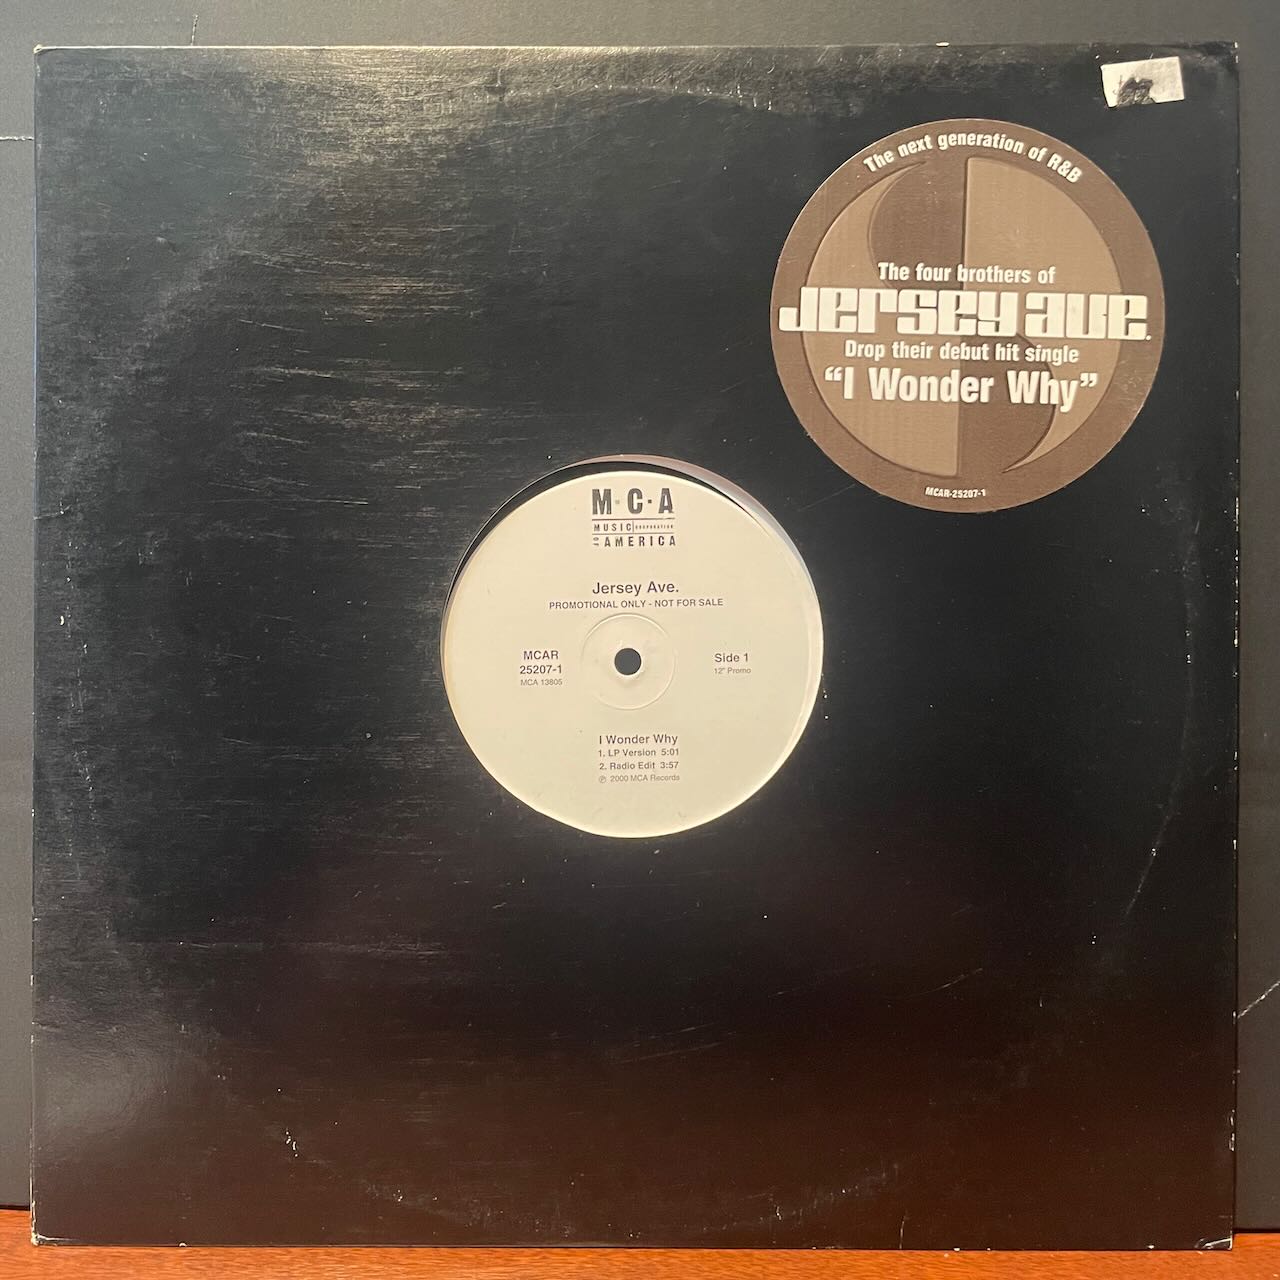 The next generation of R&B
The four brothers of
Jersey Ave.
Drop their debut hit single
"I Wonder Why"
MCAR-25207-1
M·C·A
MUSIC CORPORATION
OF AMERICA
Jersey Ave.
PROMOTIONAL ONLY - NOT FOR SALE
MCAR
25207-1
MCA 13805
Side 1
12" Promo
I Wonder Why
1. LP Version 5:01
2. Radio Edit 3:57
℗ 2000 MCA Records